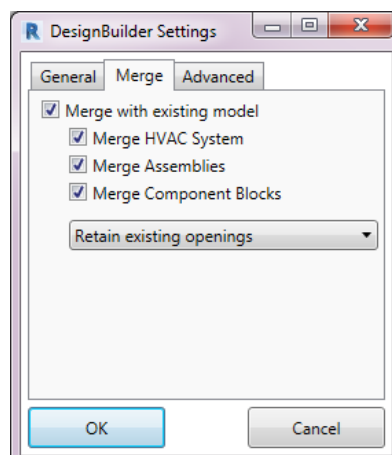 DesignBuilder Settings
General Merge Advanced
Merge with existing model
Merge HVAC System
Merge Assemblies
Merge Component Blocks
Retain existing openings
OK Cancel